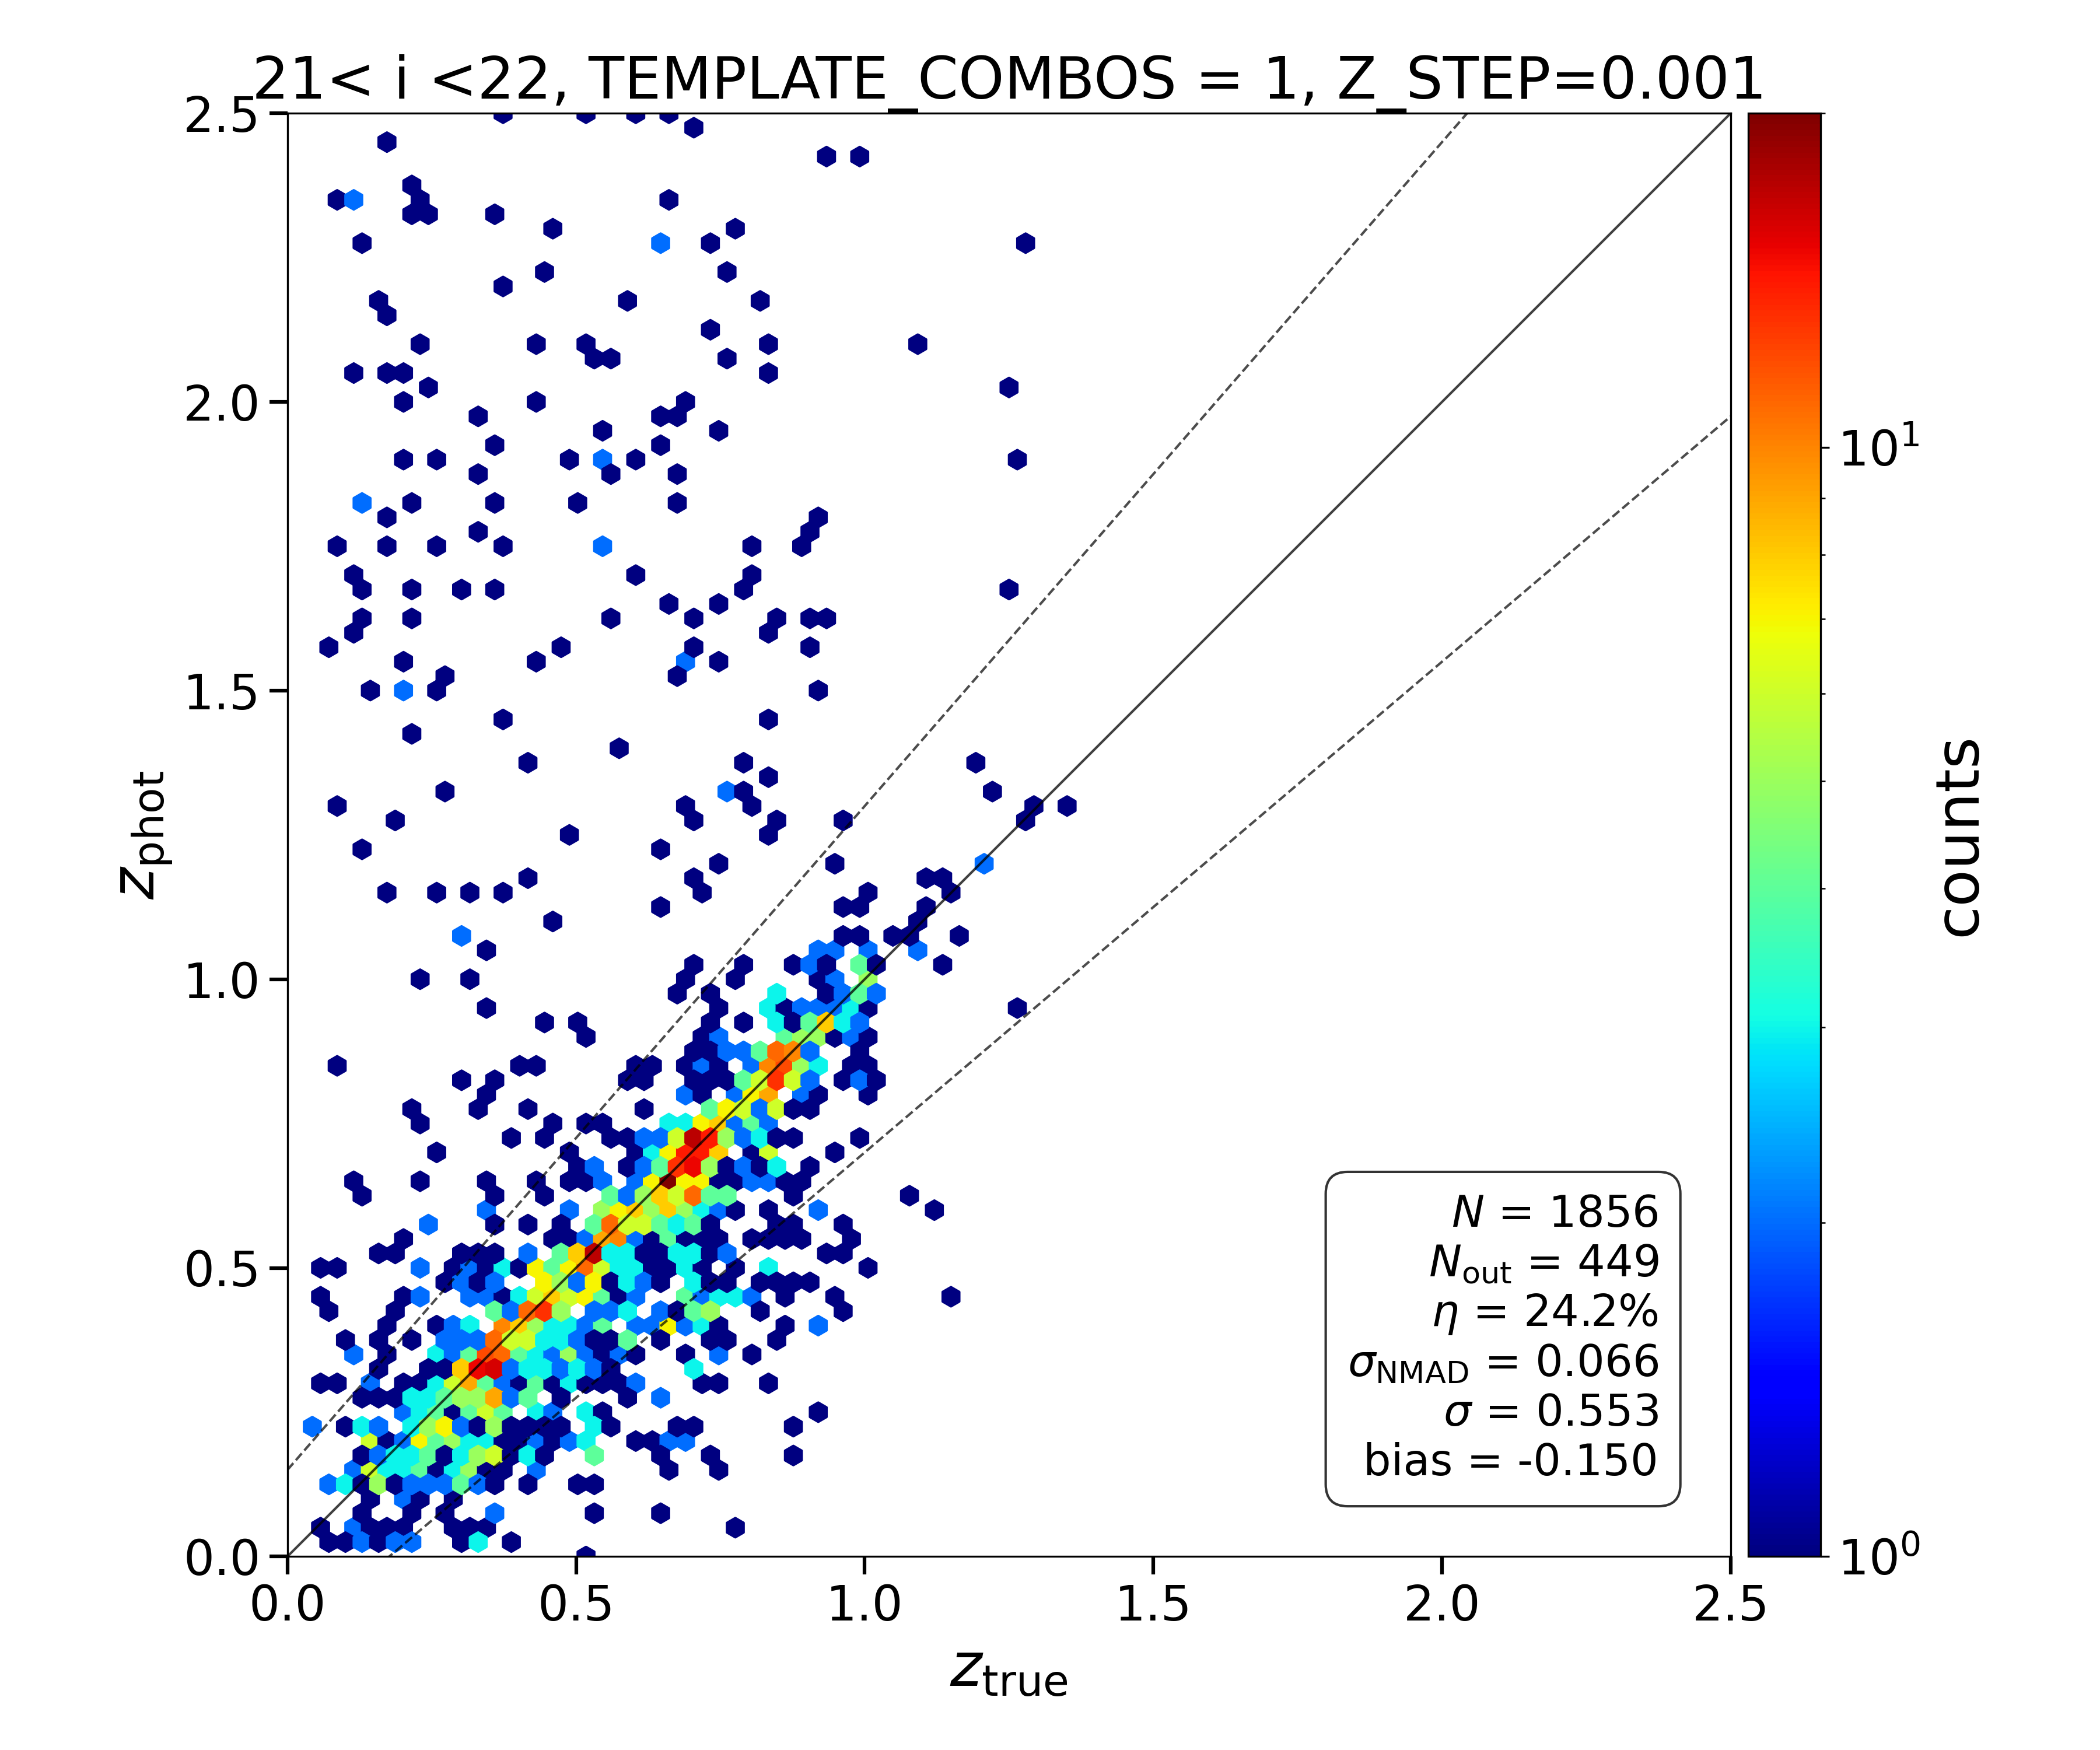 21< i <22, TEMPLATE_COMBOS = 1, Z_STEP=0.001
2.5
2.0
1.5
1.0
0.5
0.0
z_phot
0.0 0.5 1.0 1.5 2.0 2.5
z_true
N = 1856
N_out = 449
η = 24.2%
σ_NMAD = 0.066
σ = 0.553
bias = -0.150
10^1
10^0
counts